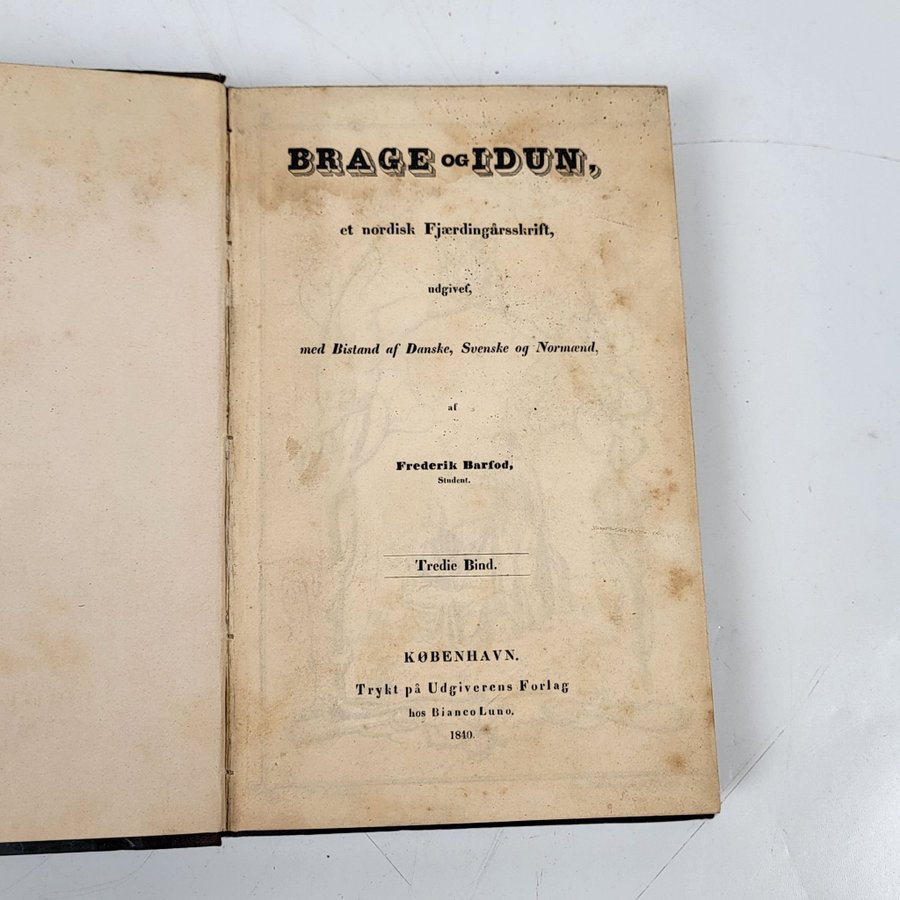 BRAGE OG IDUN,
et nordisk Fjærdingårsskrift,
udgivet,
med Bistand af Danske, Svenske og Normænd,
af
Frederik Barfod,
Student.
Tredie Bind.
KØBENHAVN.
Trykt på Udgiverens Forlag
hos Bianco Luno.
1840.